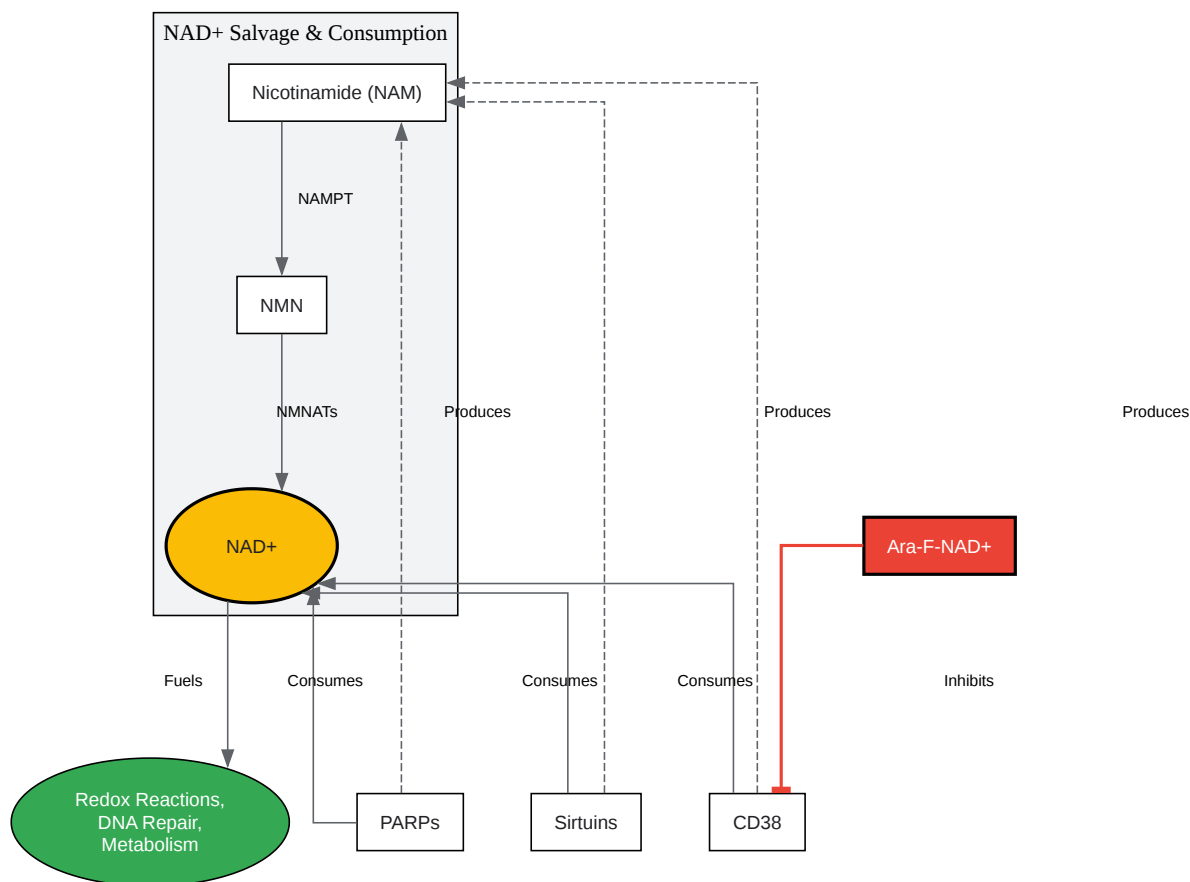 NAD+ Salvage & Consumption
Nicotinamide (NAM)
NAMPT
NMN
NMNATs
Produces
Produces
Produces
NAD+
Ara-F-NAD+
Fuels
Consumes
Consumes
Consumes
Inhibits
Redox Reactions,
DNA Repair,
Metabolism
PARPs
Sirtuins
CD38